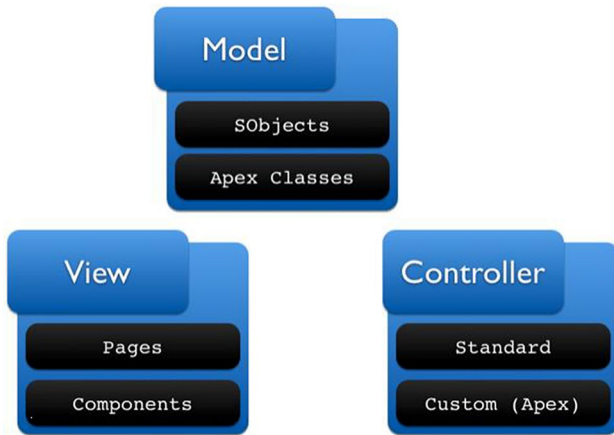 Model
SObjects
Apex Classes
View
Pages
Components
Controller
Standard
Custom (Apex)